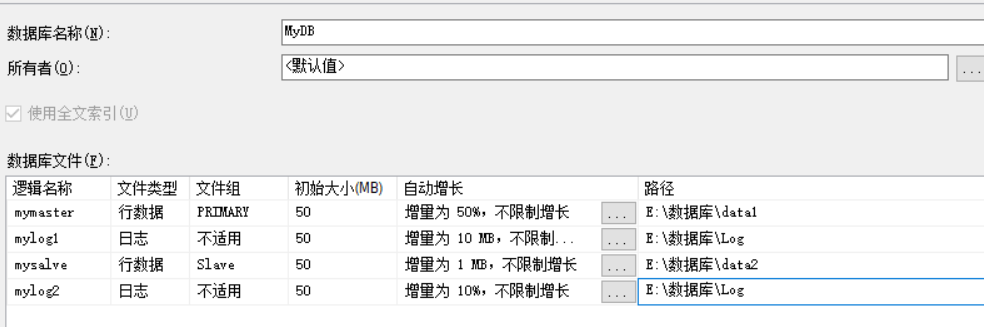 数据库名称(N):
MyDB
所有者(O):
<默认值>
...
使用全文索引(U)
数据库文件(F):
逻辑名称 文件类型 文件组 初始大小(MB) 自动增长 路径
mymaster 行数据 PRIMARY 50 增量为 50%，不限制增长 ... E:\数据库\data1
mylog1 日志 不适用 50 增量为 10 MB，不限制... ... E:\数据库\Log
mysalve 行数据 Slave 50 增量为 1 MB，不限制增长 ... E:\数据库\data2
mylog2 日志 不适用 50 增量为 10%，不限制增长 ... E:\数据库\Log